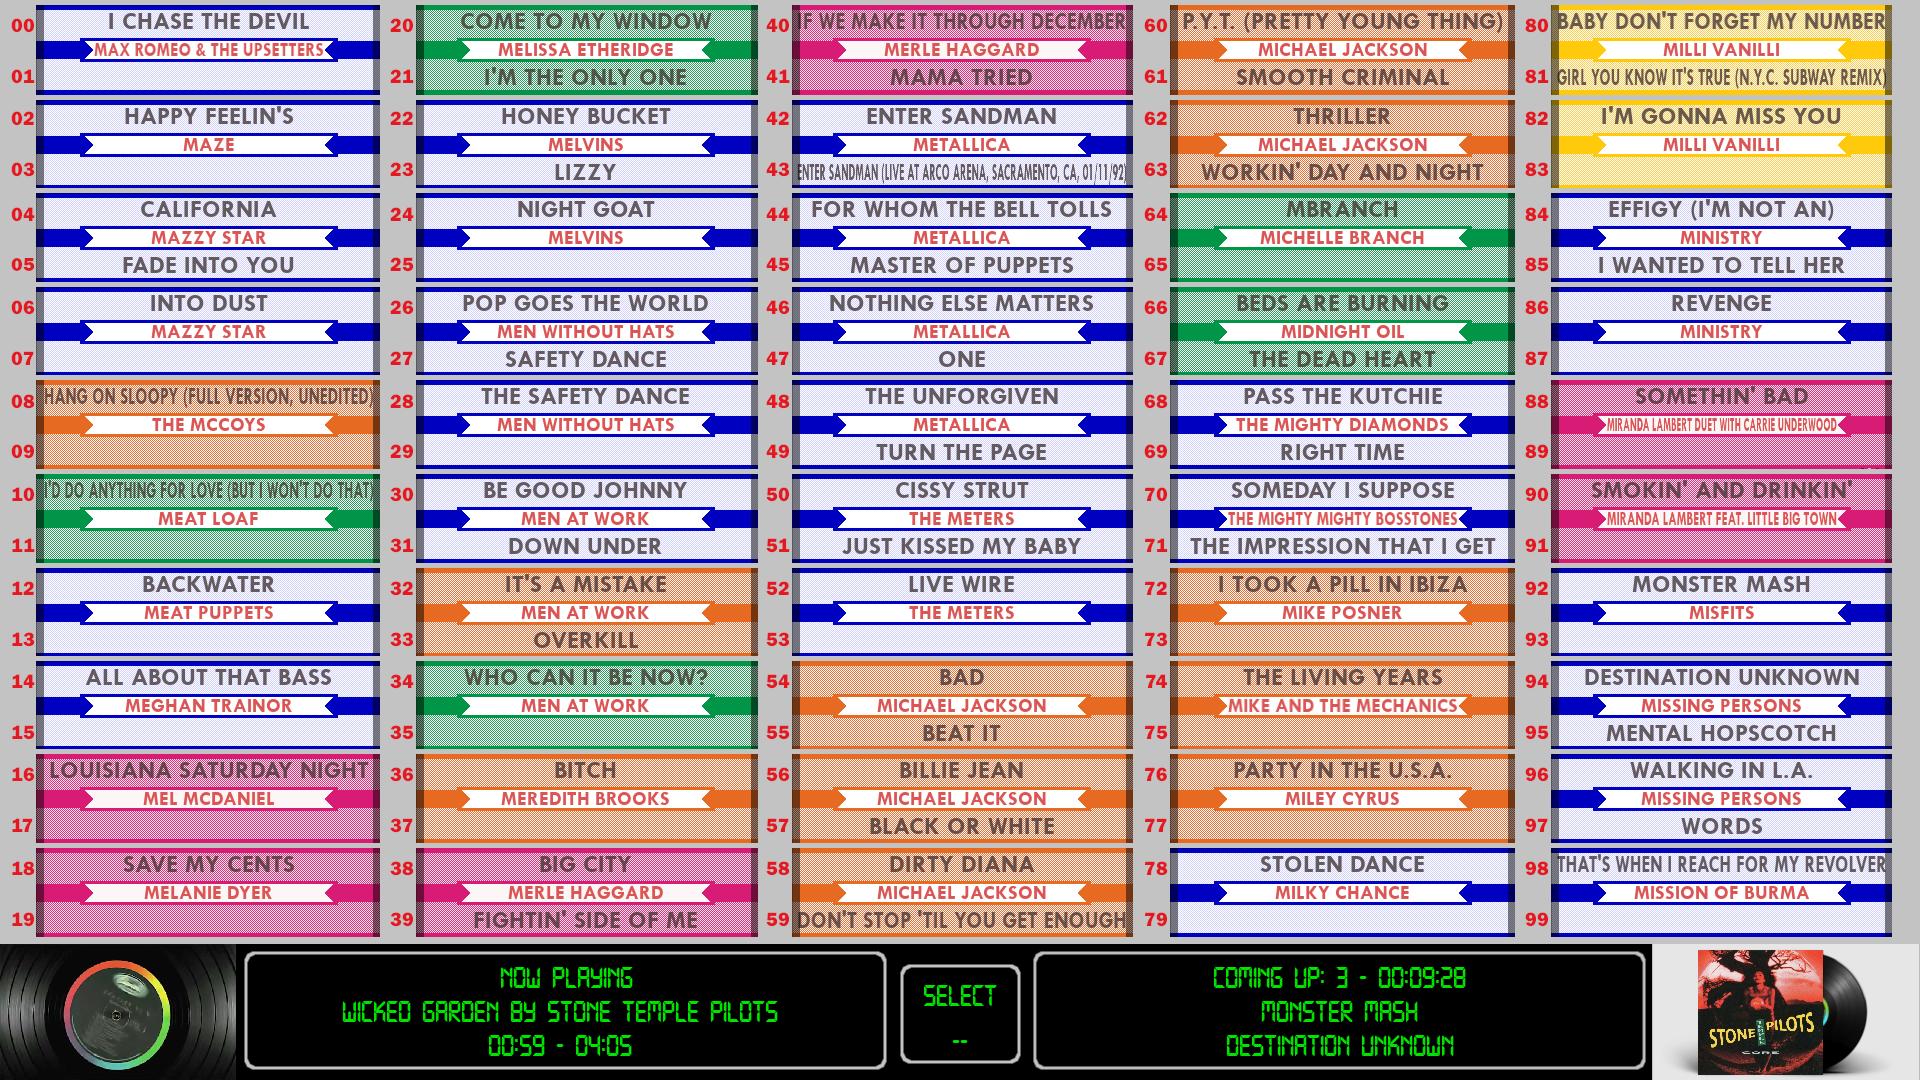 00 I CHASE THE DEVIL
MAX ROMEO & THE UPSETTERS
01
02 HAPPY FEELIN'S
MAZE
03
04 CALIFORNIA
MAZZY STAR
05 FADE INTO YOU
06 INTO DUST
MAZZY STAR
07
08 HANG ON SLOOPY (FULL VERSION, UNEDITED)
THE MCCOYS
09
10 I'D DO ANYTHING FOR LOVE (BUT I WON'T DO THAT)
MEAT LOAF
11
12 BACKWATER
MEAT PUPPETS
13
14 ALL ABOUT THAT BASS
MEGHAN TRAINOR
15
16 LOUISIANA SATURDAY NIGHT
MEL MCDANIEL
17
18 SAVE MY CENTS
MELANIE DYER
19
20 COME TO MY WINDOW
MELISSA ETHERIDGE
21 I'M THE ONLY ONE
22 HONEY BUCKET
MELVINS
23 LIZZY
24 NIGHT GOAT
MELVINS
25
26 POP GOES THE WORLD
MEN WITHOUT HATS
27 SAFETY DANCE
28 THE SAFETY DANCE
MEN WITHOUT HATS
29
30 BE GOOD JOHNNY
MEN AT WORK
31 DOWN UNDER
32 IT'S A MISTAKE
MEN AT WORK
33 OVERKILL
34 WHO CAN IT BE NOW?
MEN AT WORK
35
36 BITCH
MEREDITH BROOKS
37
38 BIG CITY
MERLE HAGGARD
39 FIGHTIN' SIDE OF ME
40 IF WE MAKE IT THROUGH DECEMBER
MERLE HAGGARD
41 MAMA TRIED
42 ENTER SANDMAN
METALLICA
43 ENTER SANDMAN (LIVE AT ARCO ARENA, SACRAMENTO, CA, 01/11/92)
44 FOR WHOM THE BELL TOLLS
METALLICA
45 MASTER OF PUPPETS
46 NOTHING ELSE MATTERS
METALLICA
47 ONE
48 THE UNFORGIVEN
METALLICA
49 TURN THE PAGE
50 CISSY STRUT
THE METERS
51 JUST KISSED MY BABY
52 LIVE WIRE
THE METERS
53
54 BAD
MICHAEL JACKSON
55 BEAT IT
56 BILLIE JEAN
MICHAEL JACKSON
57 BLACK OR WHITE
58 DIRTY DIANA
MICHAEL JACKSON
59 DON'T STOP 'TIL YOU GET ENOUGH
60 P.Y.T. (PRETTY YOUNG THING)
MICHAEL JACKSON
61 SMOOTH CRIMINAL
62 THRILLER
MICHAEL JACKSON
63 WORKIN' DAY AND NIGHT
64 MBRANCH
MICHELLE BRANCH
65
66 BEDS ARE BURNING
MIDNIGHT OIL
67 THE DEAD HEART
68 PASS THE KUTCHIE
THE MIGHTY DIAMONDS
69 RIGHT TIME
70 SOMEDAY I SUPPOSE
THE MIGHTY MIGHTY BOSSTONES
71 THE IMPRESSION THAT I GET
72 I TOOK A PILL IN IBIZA
MIKE POSNER
73
74 THE LIVING YEARS
MIKE AND THE MECHANICS
75
76 PARTY IN THE U.S.A.
MILEY CYRUS
77
78 STOLEN DANCE
MILKY CHANCE
79
80 BABY DON'T FORGET MY NUMBER
MILLI VANILLI
81 GIRL YOU KNOW IT'S TRUE (N.Y.C. SUBWAY REMIX)
82 I'M GONNA MISS YOU
MILLI VANILLI
83
84 EFFIGY (I'M NOT AN)
MINISTRY
85 I WANTED TO TELL HER
86 REVENGE
MINISTRY
87
88 SOMETHIN' BAD
MIRANDA LAMBERT DUET WITH CARRIE UNDERWOOD
89
90 SMOKIN' AND DRINKIN'
MIRANDA LAMBERT FEAT. LITTLE BIG TOWN
91
92 MONSTER MASH
MISFITS
93
94 DESTINATION UNKNOWN
MISSING PERSONS
95 MENTAL HOPSCOTCH
96 WALKING IN L.A.
MISSING PERSONS
97 WORDS
98 THAT'S WHEN I REACH FOR MY REVOLVER
MISSION OF BURMA
99
NOW PLAYING
WICKED GARDEN BY STONE TEMPLE PILOTS
00:59 - 04:05
SELECT
--
COMING UP: 3 - 00:09:28
MONSTER MASH
DESTINATION UNKNOWN
STONE TEMPLE PILOTS
CORE